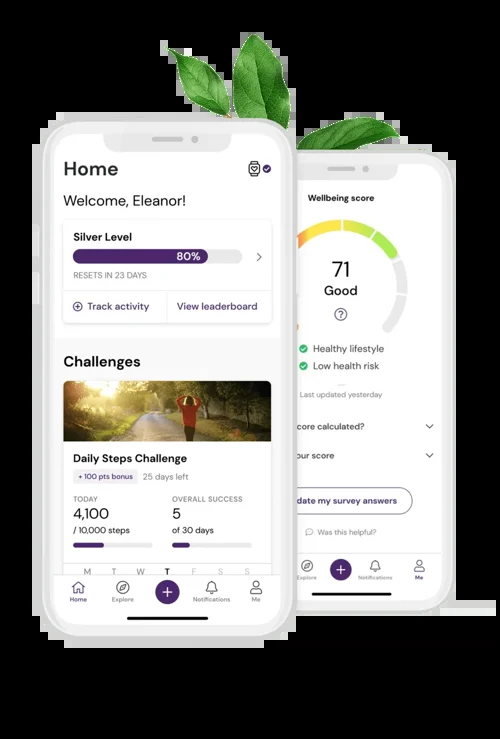 Home
Welcome, Eleanor!
Silver Level
80%
RESETS IN 23 DAYS
Track activity
View leaderboard
Challenges
Daily Steps Challenge
+ 100 pts bonus
25 days left
TODAY
OVERALL SUCCESS
4,100
5
/ 10,000 steps
of 30 days
M T W T F S S
Home
Explore
Notifications
Me
Wellbeing score
71
Good
?
Healthy lifestyle
Low health risk
Last updated yesterday
core calculated?
our score
date my survey answers
Was this helpful?
Explore
Notifications
Me